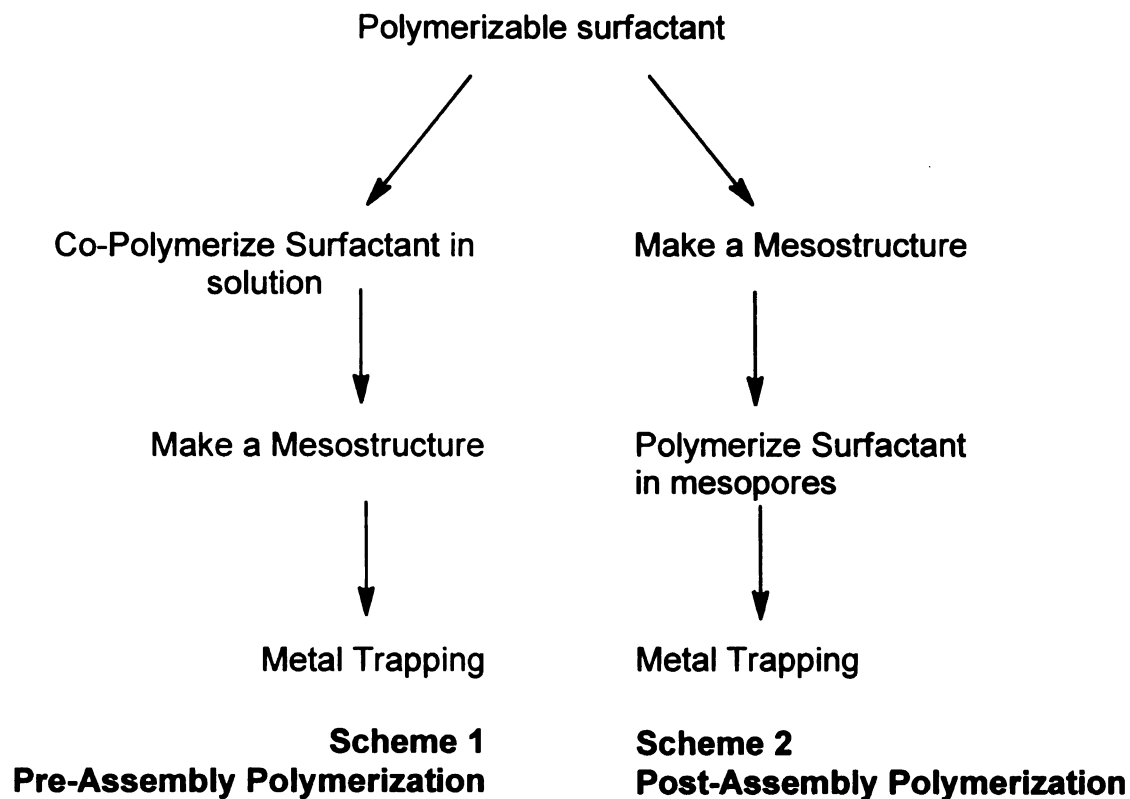 Polymerizable surfactant
Co-Polymerize Surfactant in
solution
Make a Mesostructure
Metal Trapping
Scheme 1
Pre-Assembly Polymerization
Make a Mesostructure
Polymerize Surfactant
in mesopores
Metal Trapping
Scheme 2
Post-Assembly Polymerization